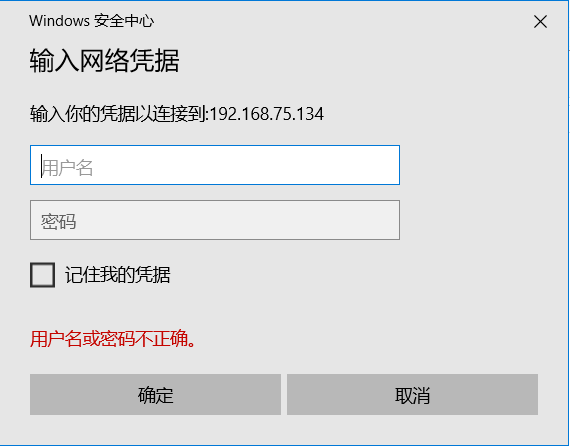 Windows 安全中心
输入网络凭据
输入你的凭据以连接到:192.168.75.134
用户名
密码
记住我的凭据
用户名或密码不正确。
确定
取消